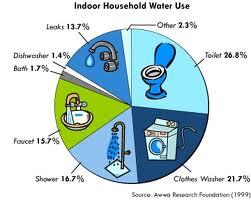 Indoor Household Water Use
Leaks 13.7%
Other 2.3%
Toilet 26.8%
Dishwasher 1.4%
Bath 1.7%
Faucet 15.7%
Shower 16.7%
Clothes Washer 21.7%
Source: Awwa Research Foundation (1999)